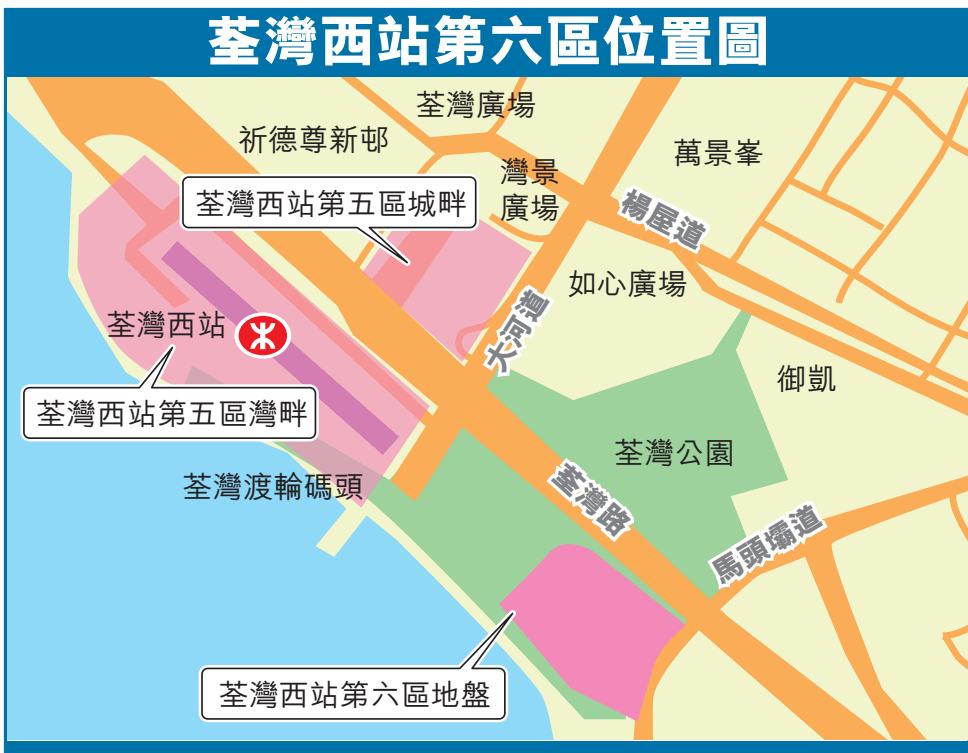 荃灣西站第六區位置圖
荃灣廣場
祈德尊新邨
萬景峯
灣景
廣場
荃灣西站第五區城畔
楊屋道
如心廣場
大河道
荃灣西站
御凱
荃灣西站第五區灣畔
荃灣公園
荃灣渡輪碼頭
荃灣路
馬頭壩道
荃灣西站第六區地盤